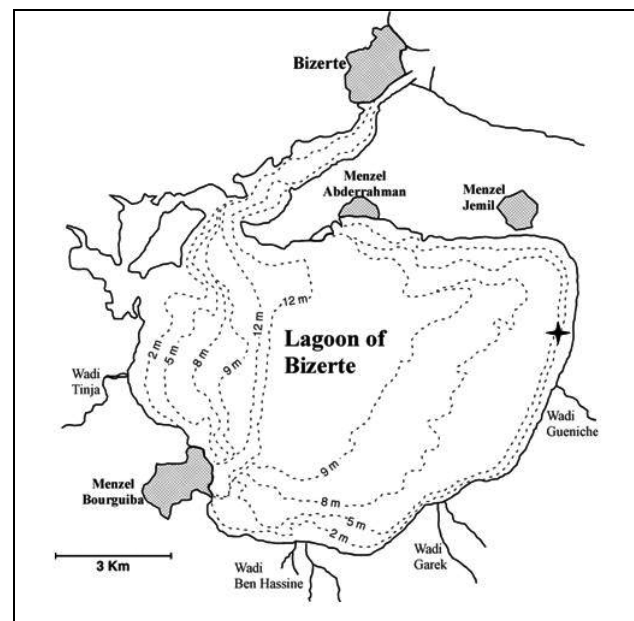 Bizerte
Menzel
Abderrahman
Menzel
Jemil
12 m
12 m
2 m
5 m
8 m
9 m
Lagoon of
Bizerte
Wadi
Tinja
Wadi
Gueniche
Menzel
Bourguiba
9 m
8 m
5 m
2 m
3 Km
Wadi
Ben Hassine
Wadi
Garek